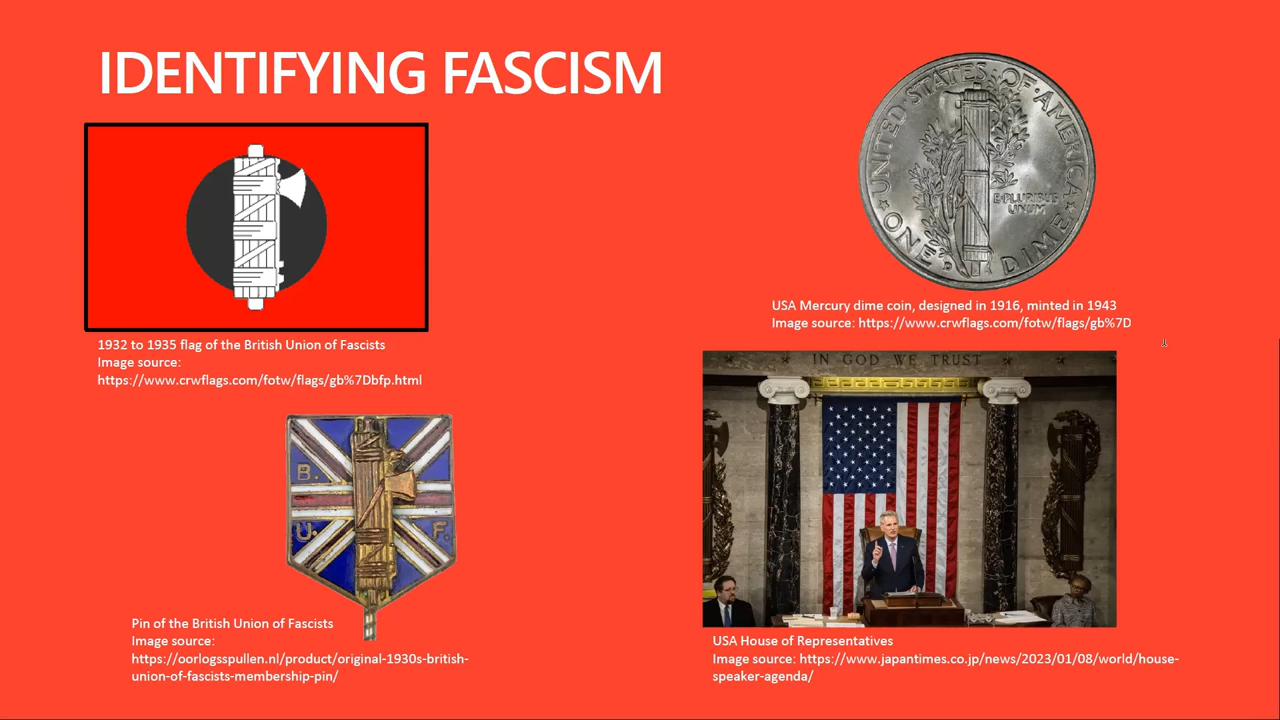 IDENTIFYING FASCISM
1932 to 1935 flag of the British Union of Fascists
Image source:
https://www.crwflags.com/fotw/flags/gb%7Dbfp.html
B.
U. F.
Pin of the British Union of Fascists
Image source:
https://oorlogsspullen.nl/product/original-1930s-british-
union-of-fascists-membership-pin/
UNITED·STATES·OF·AMERICA
E·PLURIBUS
UNUM
ONE DIME
USA Mercury dime coin, designed in 1916, minted in 1943
Image source: https://www.crwflags.com/fotw/flags/gb%7D
IN GOD WE TRUST
USA House of Representatives
Image source: https://www.japantimes.co.jp/news/2023/01/08/world/house-
speaker-agenda/